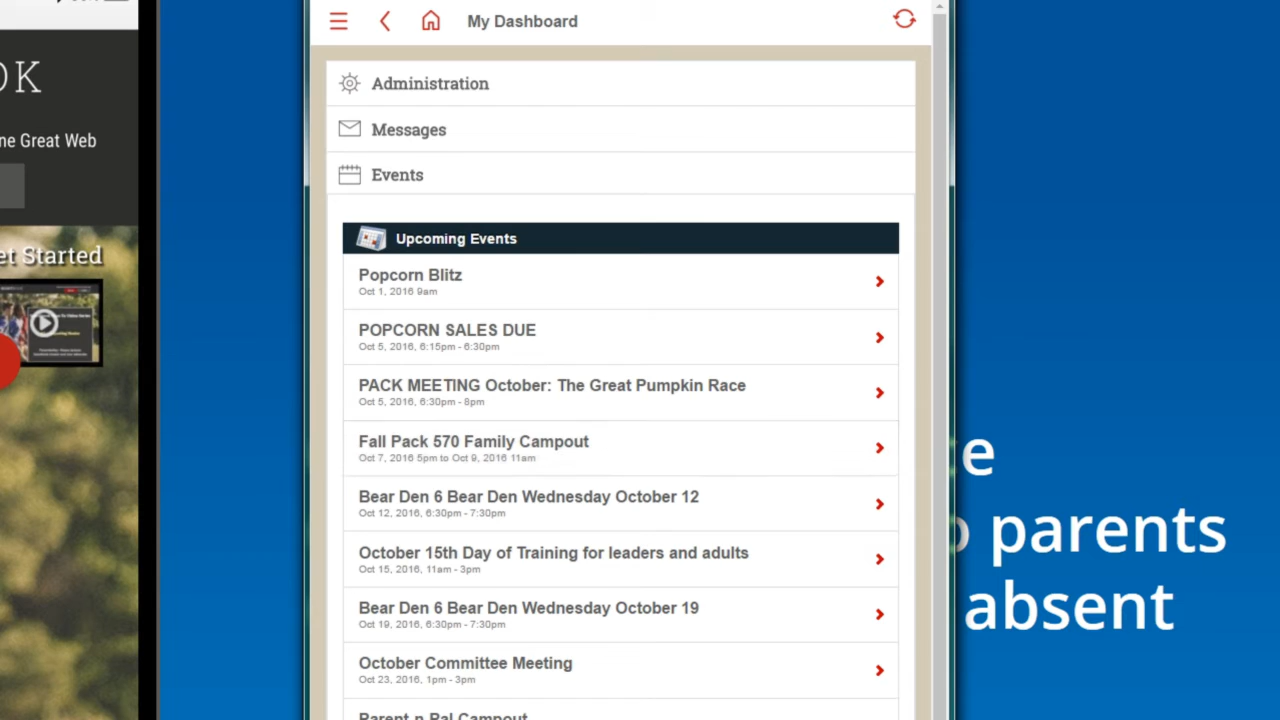 My Dashboard
Administration
Messages
Events
Upcoming Events
Popcorn Blitz
Oct 1, 2016 9am
POPCORN SALES DUE
Oct 5, 2016, 6:15pm - 6:30pm
PACK MEETING October: The Great Pumpkin Race
Oct 5, 2016, 6:30pm - 8pm
Fall Pack 570 Family Campout
Oct 7, 2016 5pm to Oct 9, 2016 11am
Bear Den 6 Bear Den Wednesday October 12
Oct 12, 2016, 6:30pm - 7:30pm
October 15th Day of Training for leaders and adults
Oct 15, 2016, 11am - 3pm
Bear Den 6 Bear Den Wednesday October 19
Oct 19, 2016, 6:30pm - 7:30pm
October Committee Meeting
Oct 23, 2016, 1pm - 3pm
Parent n Pal Campout
OK
ne Great Web
et Started
e
parents
absent